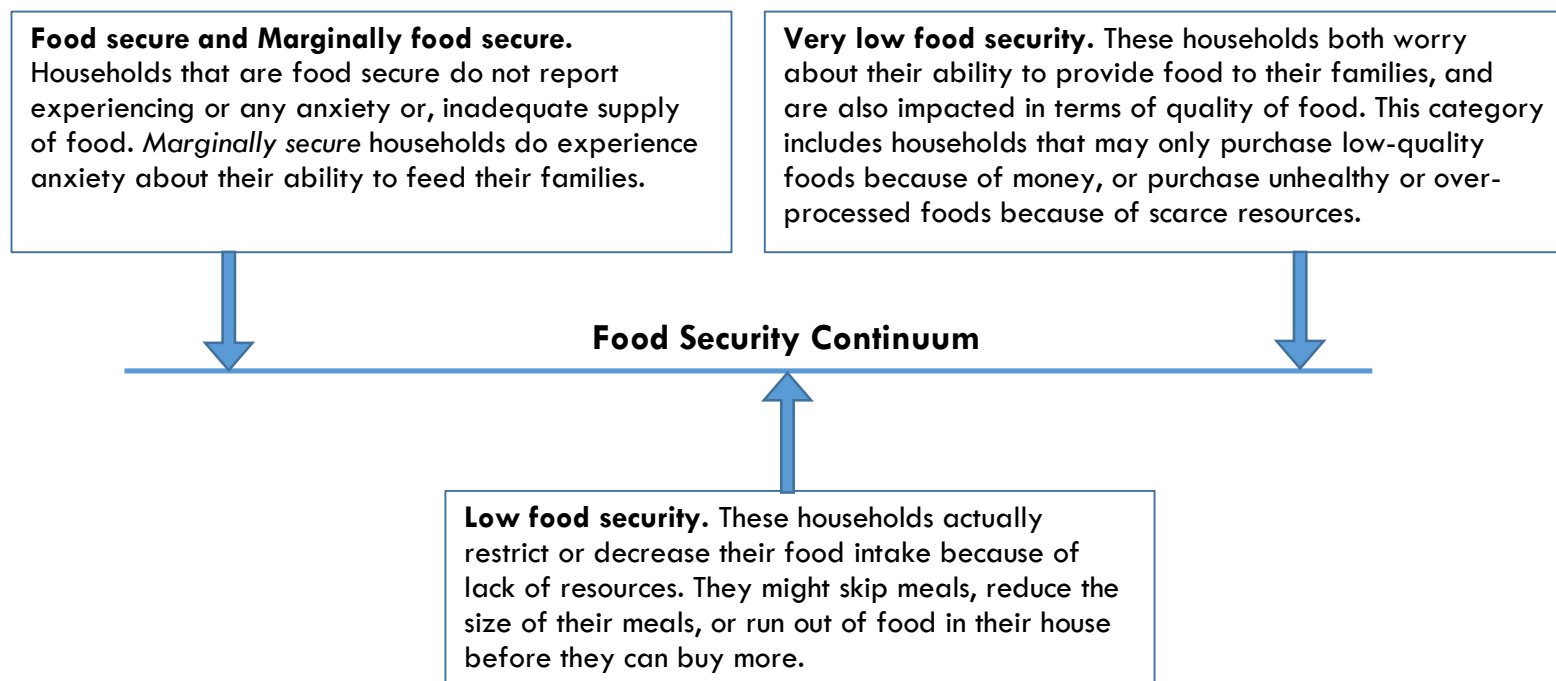 Food secure and Marginally food secure.
Households that are food secure do not report
experiencing or any anxiety or, inadequate supply
of food. Marginally secure households do experience
anxiety about their ability to feed their families.
Very low food security. These households both worry
about their ability to provide food to their families, and
are also impacted in terms of quality of food. This category
includes households that may only purchase low-quality
foods because of money, or purchase unhealthy or over-
processed foods because of scarce resources.
Food Security Continuum
Low food security. These households actually
restrict or decrease their food intake because of
lack of resources. They might skip meals, reduce the
size of their meals, or run out of food in their house
before they can buy more.